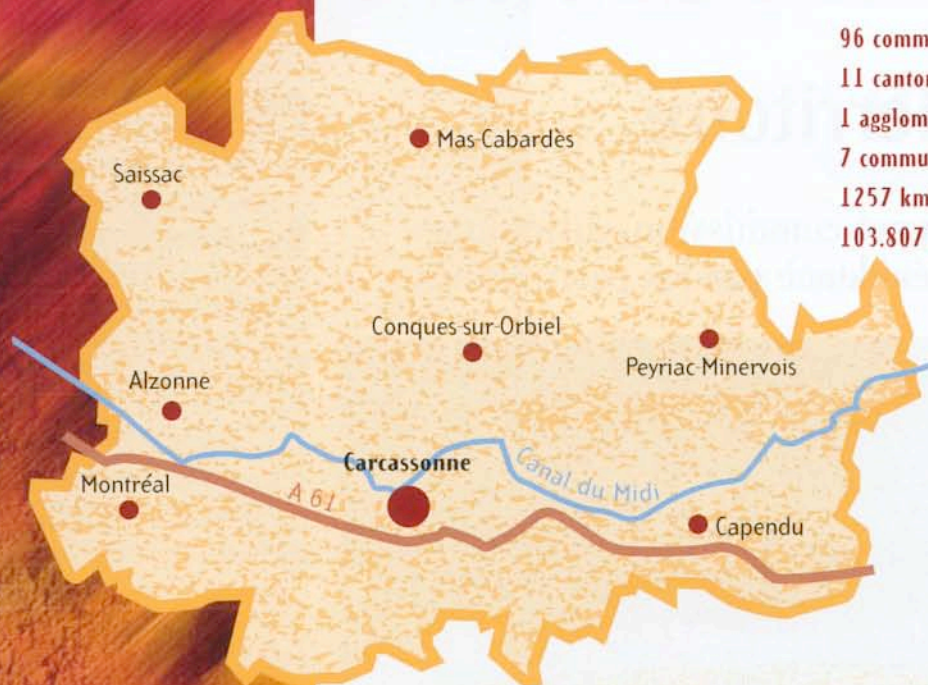 96 comm
11 canton
1 agglom
7 commu
1257 km
103.807
Mas-Cabardès
Saissac
Conques-sur-Orbiel
Peyriac-Minervois
Alzonne
Carcassonne
Canal du Midi
Montréal
A 61
Capendu